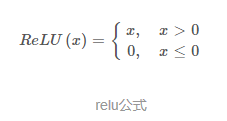 ReLU (x) = { x, x > 0
0, x ≤ 0
relu公式